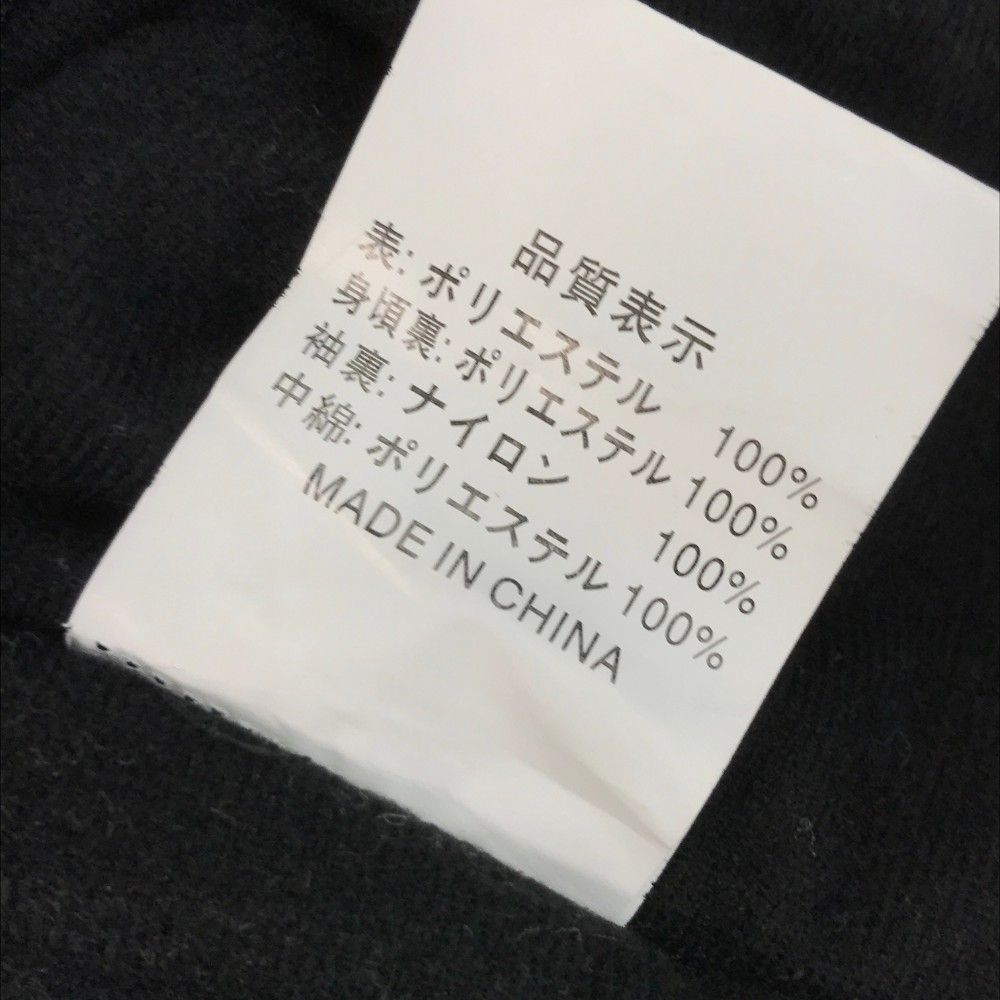 品質表示
表: ポリエステル 100%
身頃裏: ポリエステル 100%
袖裏: ナイロン 100%
中綿: ポリエステル 100%
MADE IN CHINA